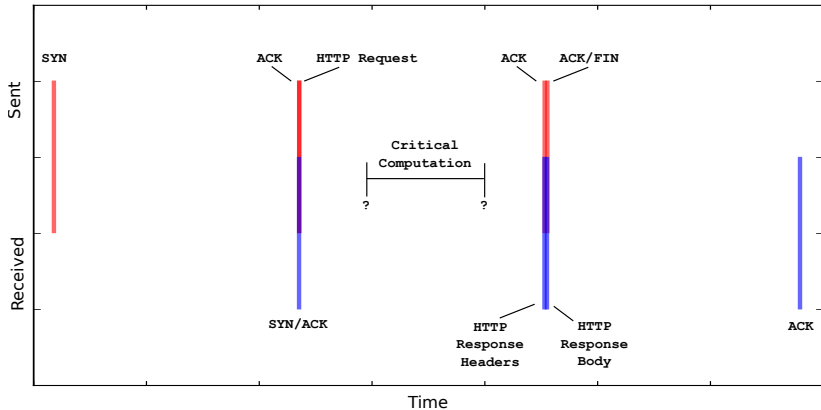 SYN
ACK
HTTP Request
ACK
ACK/FIN
Sent
Critical
Computation
?
?
Received
SYN/ACK
HTTP
Response
Headers
HTTP
Response
Body
ACK
Time